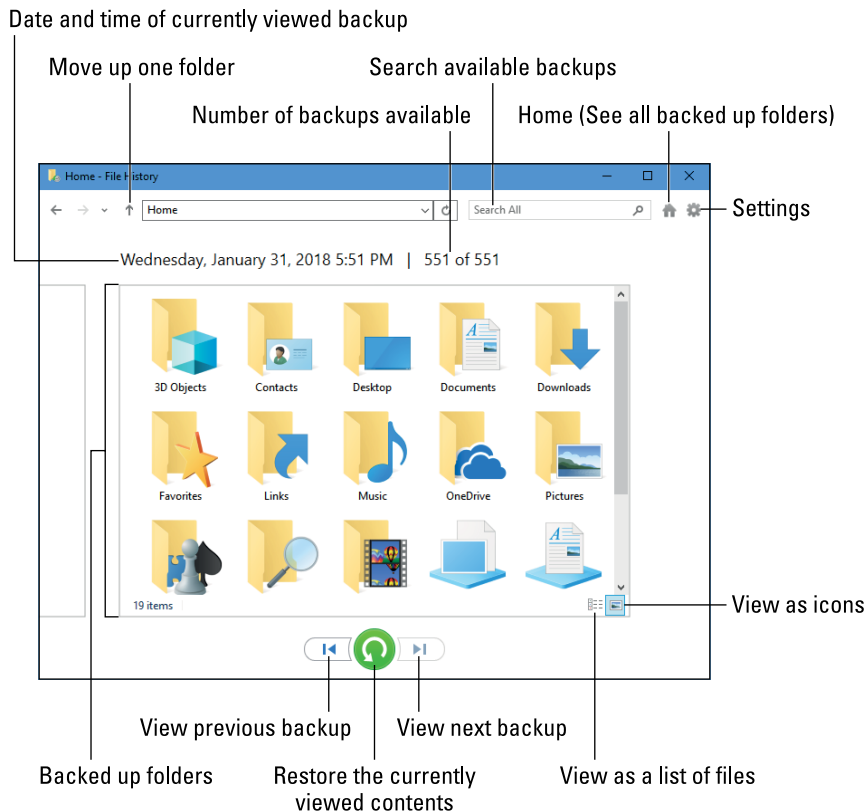 Date and time of currently viewed backup
Move up one folder
Search available backups
Number of backups available
Home (See all backed up folders)
Home - File History
Home
Search All
Settings
Wednesday, January 31, 2018 5:51 PM | 551 of 551
3D Objects
Contacts
Desktop
Documents
Downloads
Favorites
Links
Music
OneDrive
Pictures
A
A
19 items
View as icons
View previous backup
View next backup
Backed up folders
Restore the currently
viewed contents
View as a list of files